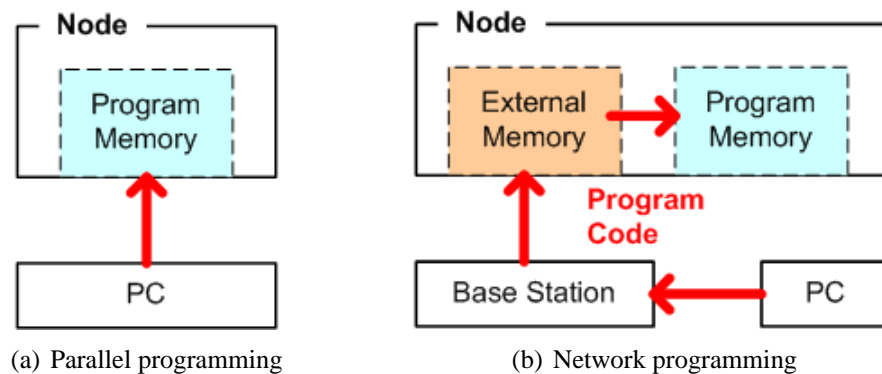 Node
Program
Memory
PC
(a) Parallel programming
Node
External
Memory
Program
Memory
Program
Code
Base Station
PC
(b) Network programming